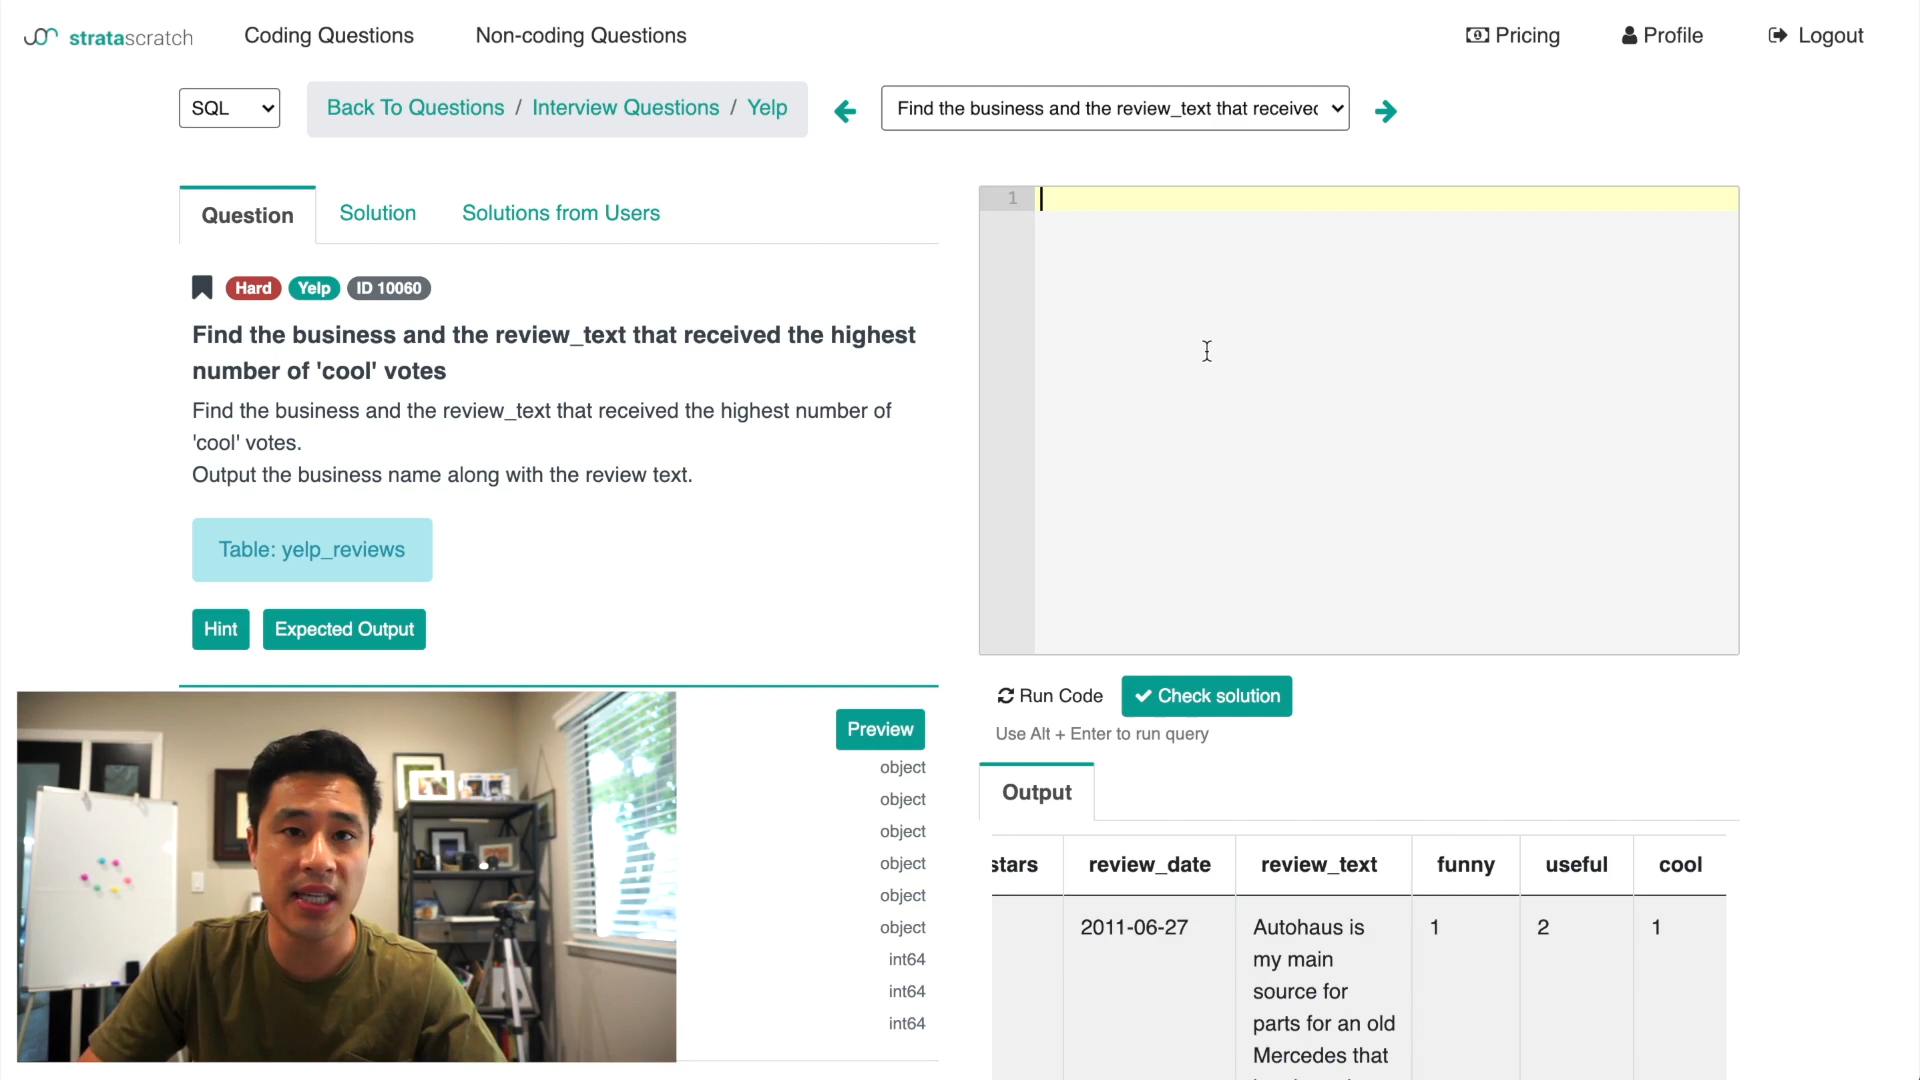 stratascratch
Coding Questions
Non-coding Questions
Pricing
Profile
Logout
SQL
Back To Questions / Interview Questions / Yelp
Find the business and the review_text that received
Question
Solution
Solutions from Users
Hard
Yelp
ID 10060
Find the business and the review_text that received the highest
number of 'cool' votes
Find the business and the review_text that received the highest number of
'cool' votes.
Output the business name along with the review text.
Table: yelp_reviews
Hint
Expected Output
Preview
object
object
object
object
object
object
int64
int64
int64
1
Run Code
Check solution
Use Alt + Enter to run query
Output
stars
review_date
review_text
funny
useful
cool
2011-06-27
Autohaus is
my main
source for
parts for an old
Mercedes that
1
2
1